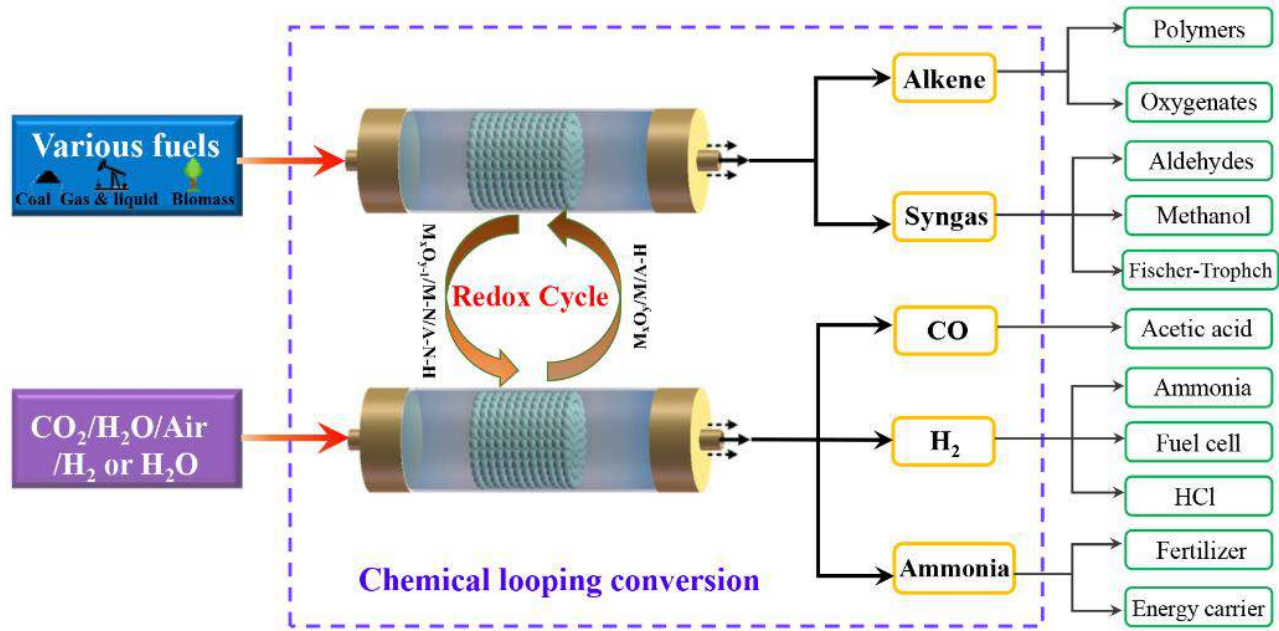 Various fuels
Coal Gas & liquid Biomass
CO₂/H₂O/Air
/H₂ or H₂O
MₓOᵧ₋₁/M-N/A-N-H
Redox Cycle
MₓOᵧ/M/A-H
Chemical looping conversion
Alkene
Syngas
CO
H₂
Ammonia
Polymers
Oxygenates
Aldehydes
Methanol
Fischer-Trophch
Acetic acid
Ammonia
Fuel cell
HCl
Fertilizer
Energy carrier